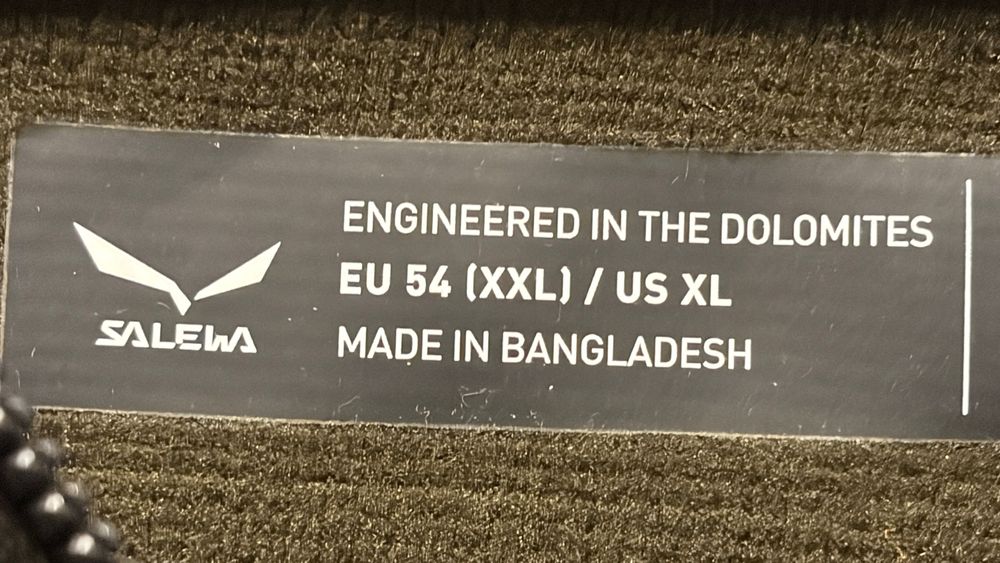 SALEWA
ENGINEERED IN THE DOLOMITES
EU 54 (XXL) / US XL
MADE IN BANGLADESH